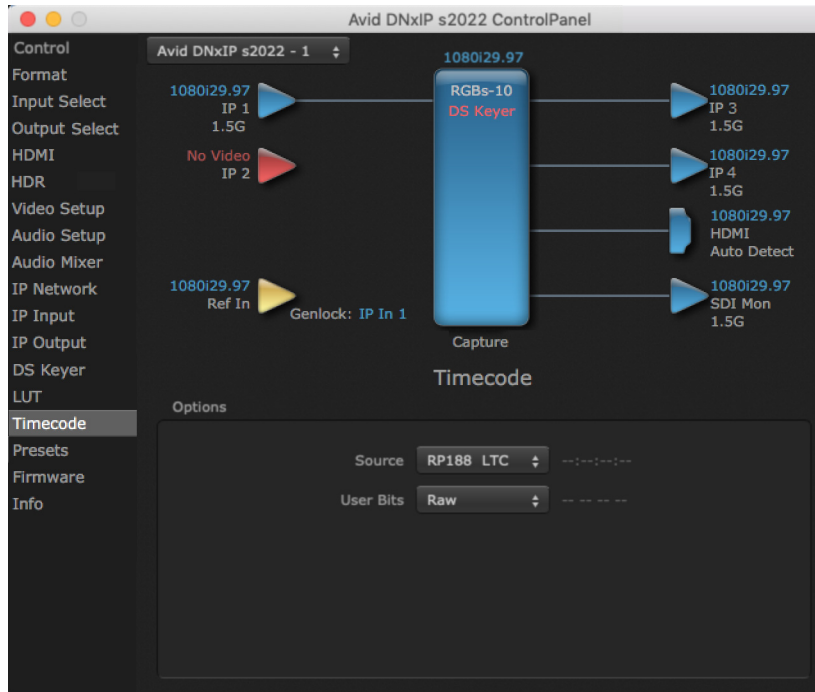 Avid DNxIP s2022 ControlPanel
Control
Format
Input Select
Output Select
HDMI
HDR
Video Setup
Audio Setup
Audio Mixer
IP Network
IP Input
IP Output
DS Keyer
LUT
Timecode
Presets
Firmware
Info
Avid DNxIP s2022 - 1
1080i29.97
RGBs-10
DS Keyer
1080i29.97
IP 1
1.5G
No Video
IP 2
1080i29.97
Ref In
Genlock: IP In 1
Capture
1080i29.97
IP 3
1.5G
1080i29.97
IP 4
1.5G
1080i29.97
HDMI
Auto Detect
1080i29.97
SDI Mon
1.5G
Timecode
Options
Source RP188 LTC --:--:--:--
User Bits Raw -- -- -- --